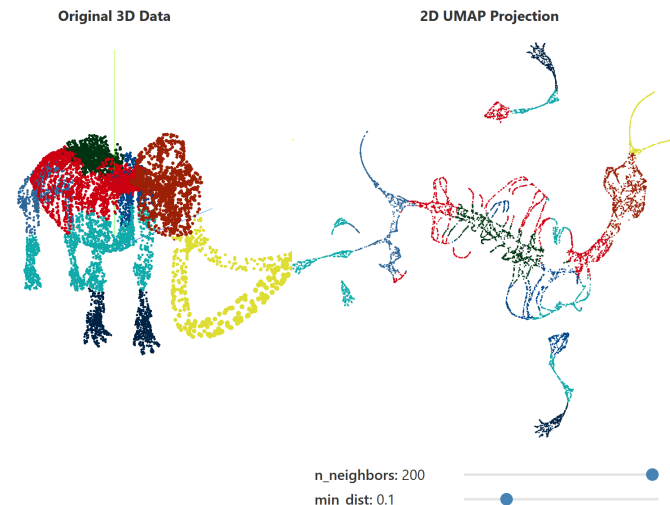 Original 3D Data
2D UMAP Projection
n_neighbors: 200
min_dist: 0.1